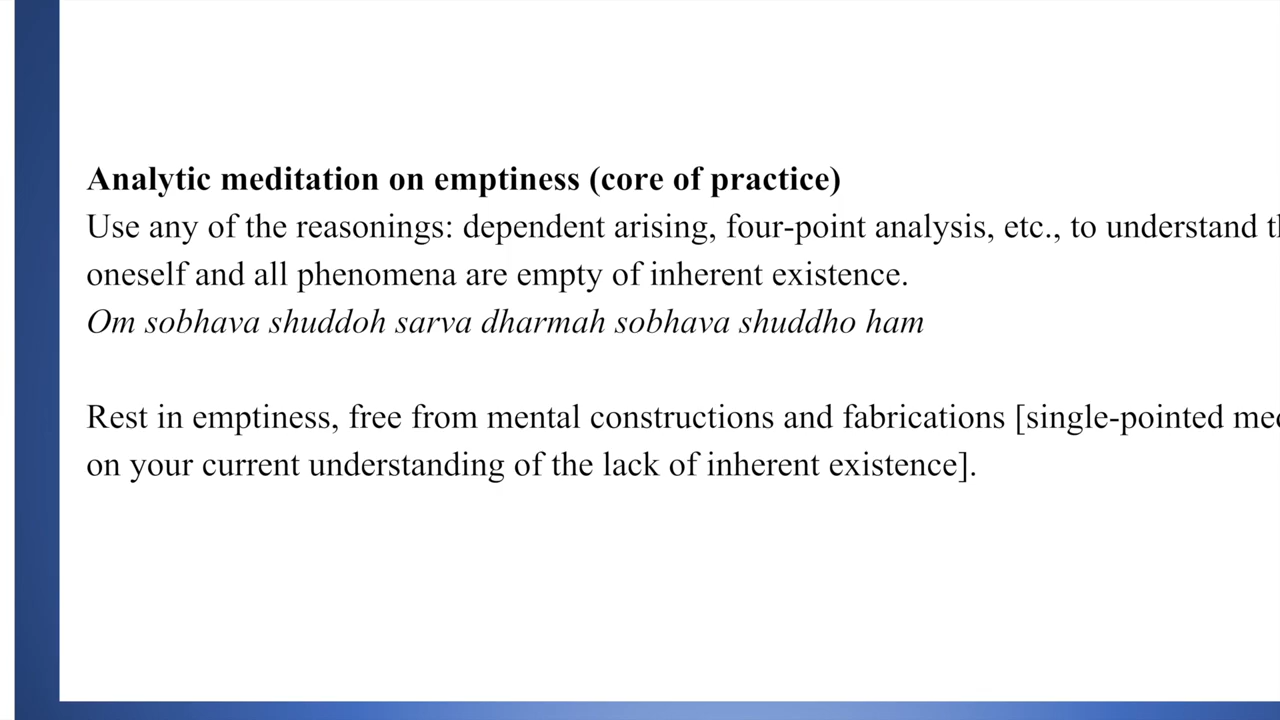 Analytic meditation on emptiness (core of practice)
Use any of the reasonings: dependent arising, four-point analysis, etc., to understand
oneself and all phenomena are empty of inherent existence.
Om sobhava shuddoh sarva dharmah sobhava shuddho ham
Rest in emptiness, free from mental constructions and fabrications [single-pointed
on your current understanding of the lack of inherent existence].